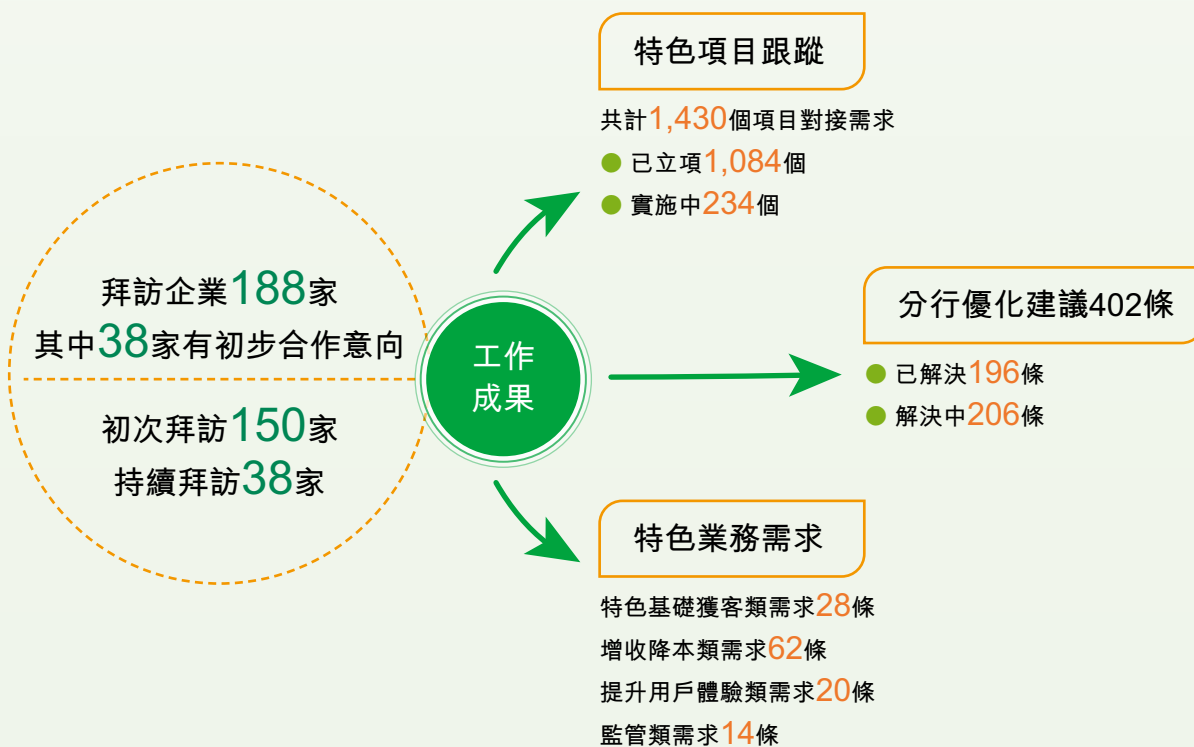 拜訪企業188家
其中38家有初步合作意向
初次拜訪150家
持續拜訪38家
工作
成果
特色項目跟蹤
共計1,430個項目對接需求
已立項1,084個
實施中234個
分行優化建議402條
已解決196條
解決中206條
特色業務需求
特色基礎獲客類需求28條
增收降本類需求62條
提升用戶體驗類需求20條
監管類需求14條